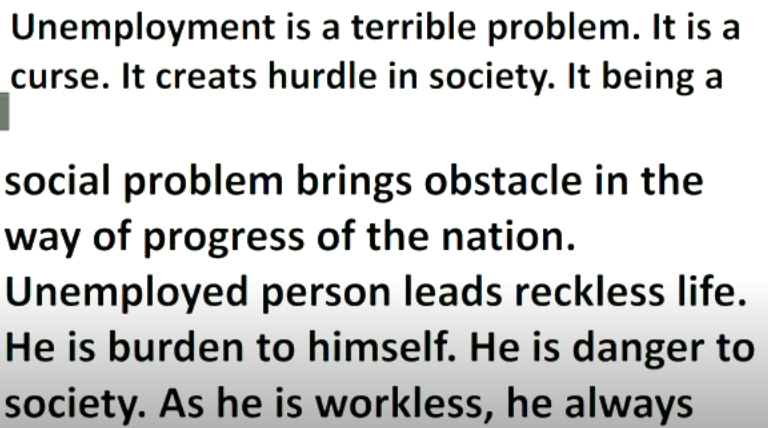 Unemployment is a terrible problem. It is a
curse. It creats hurdle in society. It being a
social problem brings obstacle in the
way of progress of the nation.
Unemployed person leads reckless life.
He is burden to himself. He is danger to
society. As he is workless, he always